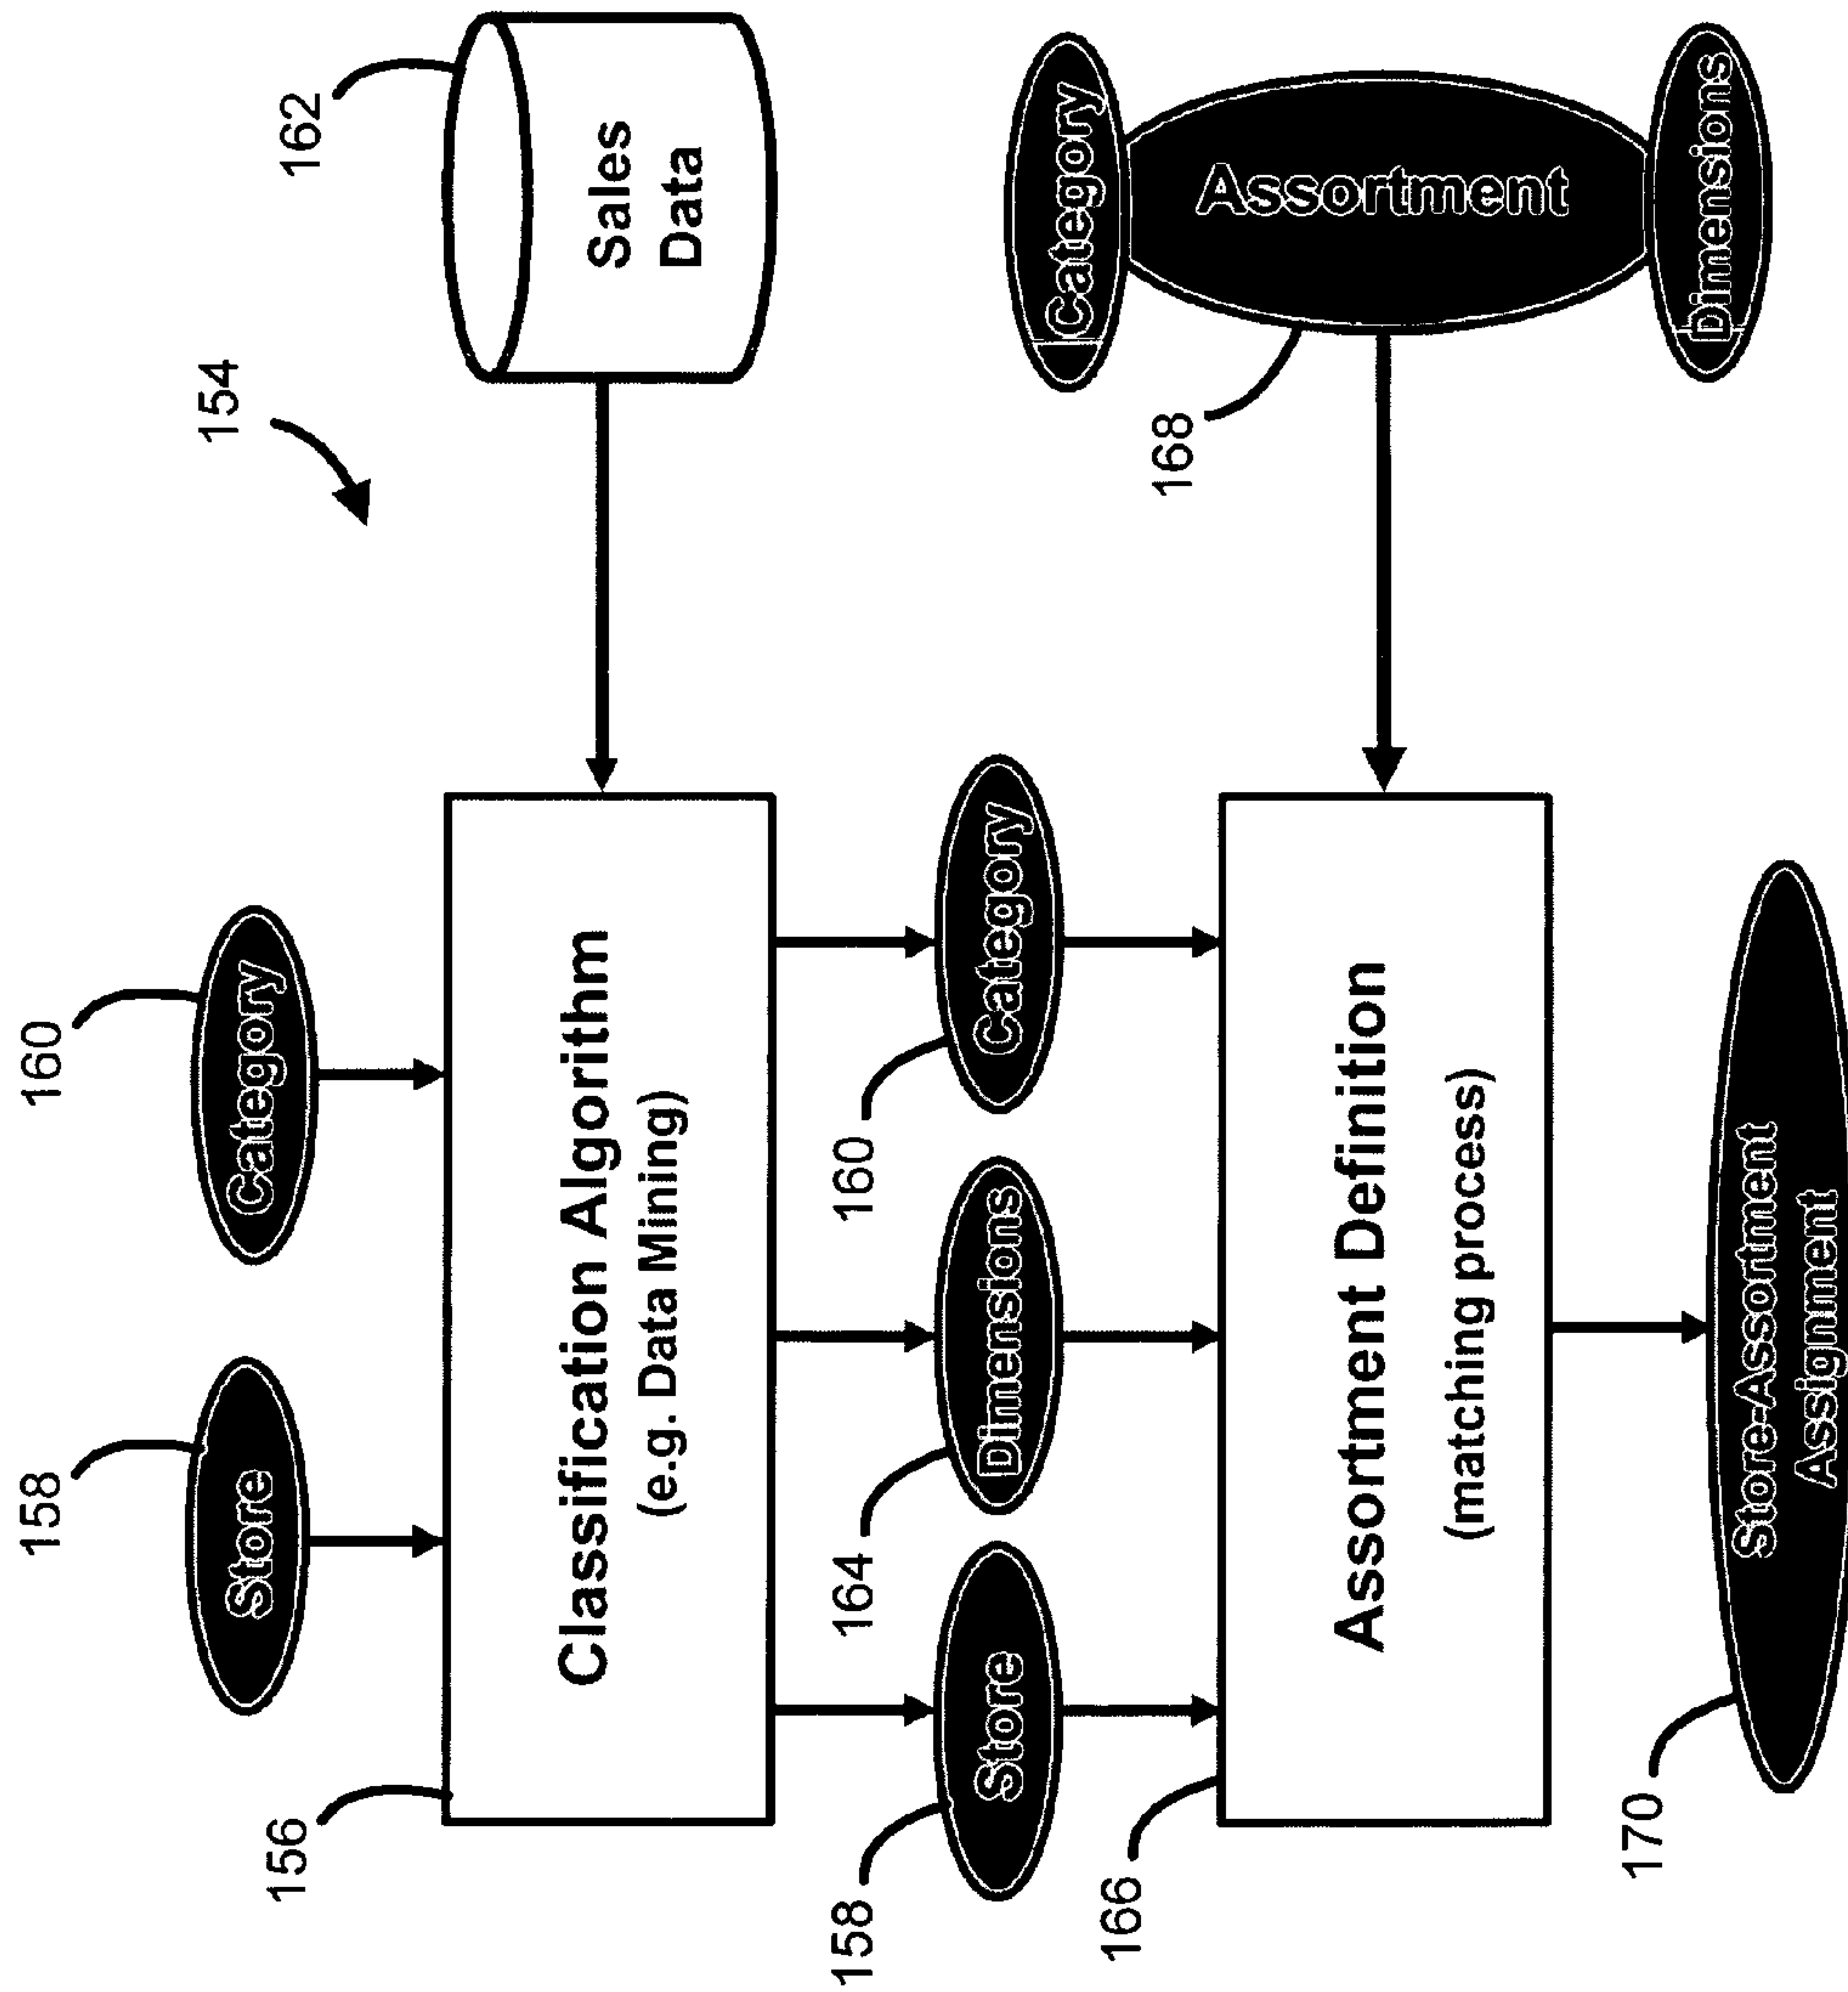 158
160
154
Store
Category
156
162
Classification Algorithm
(e.g. Data Mining)
Sales
Data
158
164
160
Store
Dimensions
Category
Category
166
168
Assortment
Assortment Definition
(matching process)
170
Dimensions
Store-Assortment
Assignment